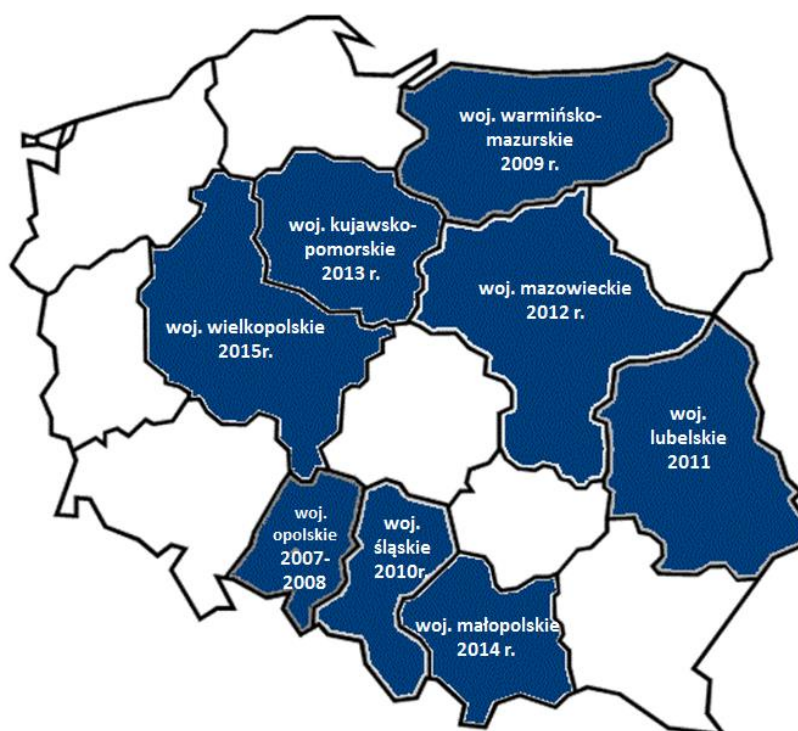 woj. warmińsko-
mazurskie
2009 r.
woj. kujawsko-
pomorskie
2013 r.
woj. mazowieckie
2012 r.
woj. wielkopolskie
2015r.
woj.
lubelskie
2011
woj.
opolskie
2007-
2008
woj.
śląskie
2010r.
woj. małopolskie
2014 r.